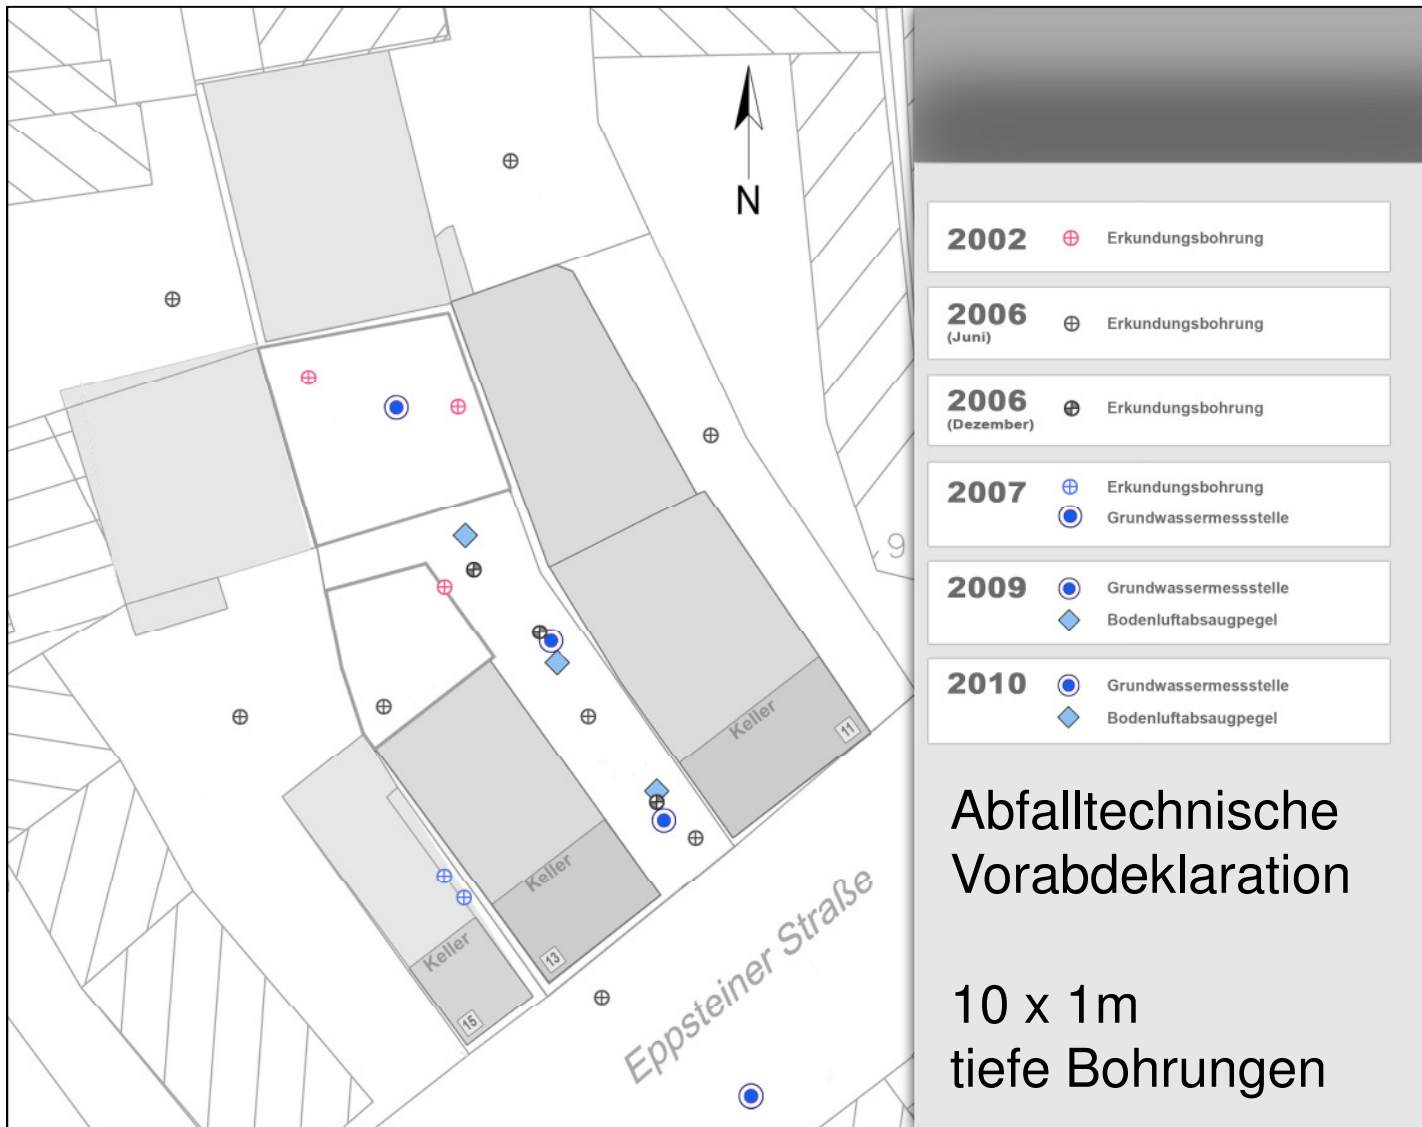 N
9
Keller
11
Keller
13
Keller
15
Eppsteiner Straße
2002 Erkundungsbohrung
2006 Erkundungsbohrung
(Juni)
2006 Erkundungsbohrung
(Dezember)
2007 Erkundungsbohrung
Grundwassermessstelle
2009 Grundwassermessstelle
Bodenluftabsaugpegel
2010 Grundwassermessstelle
Bodenluftabsaugpegel
Abfalltechnische
Vorabdeklaration
10 x 1m
tiefe Bohrungen